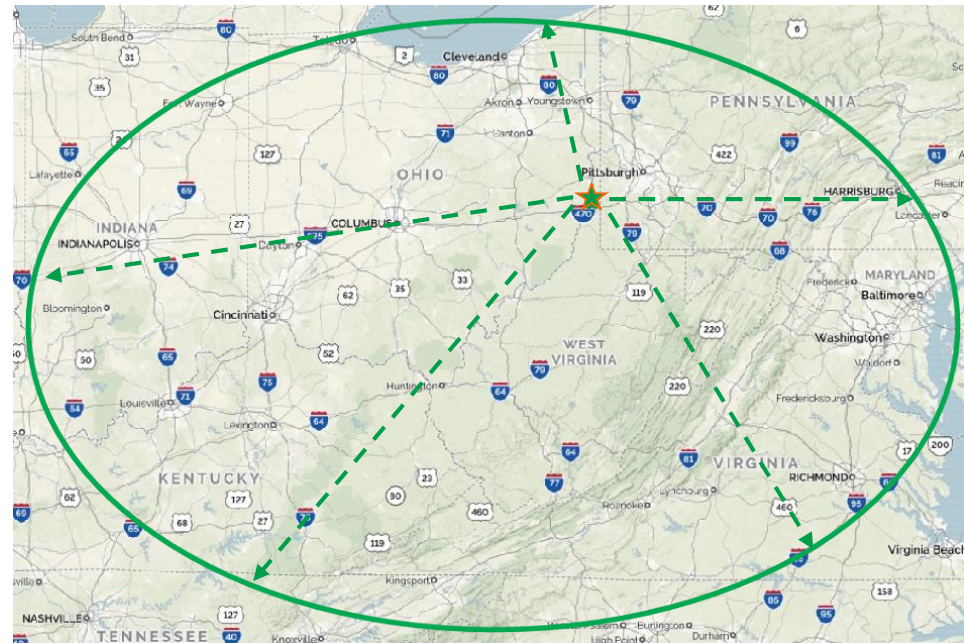 80
62
6
South Bend
Toledo
2
Cleveland
31
80
35
Akron
Youngstown
80
79
PENNSYLVANIA
Fort Wayne
71
Canton
99
65
127
422
81
Lafayette
OHIO
Pittsburgh
69
HARRISBURG
Reading
470
70
70
76
Lancaster
INDIANA
27
COLUMBUS
79
68
INDIANAPOLIS
Dayton
74
70
33
35
62
119
Frederick
MARYLAND
Baltimore
Bloomington
Cincinnati
220
Washington
WEST
VIRGINIA
50
65
52
79
Waldorf
75
Huntington
64
220
71
Louisville
Fredericksburg
64
Lexington
64
64
81
17
200
KENTUCKY
77
VIRGINIA
RICHMOND
23
Lynchburg
62
127
460
Roanoke
460
95
69
65
68
27
119
Virginia Beach
Kingsport
85
158
NASHVILLE
127
95
TENNESSEE
40
Knoxville
Burlington
High Point
Durham